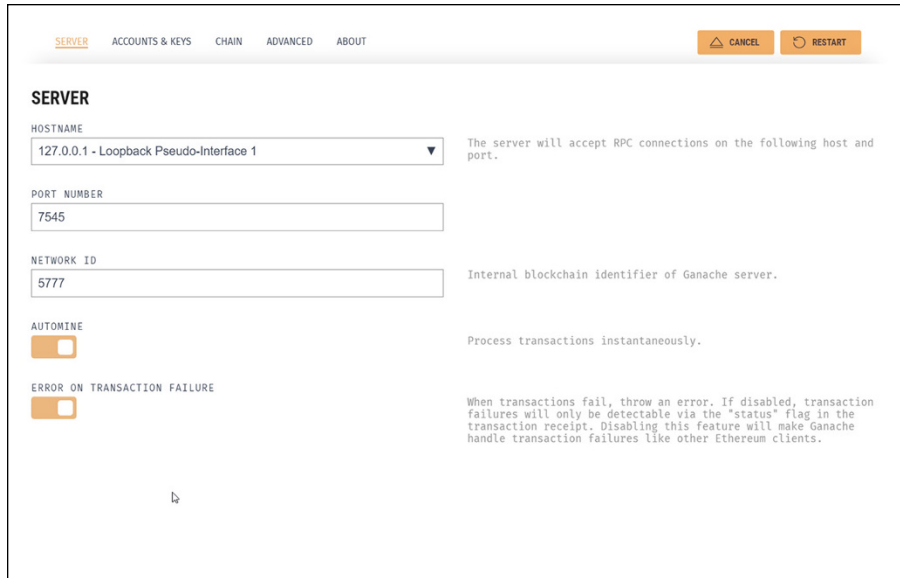 SERVER ACCOUNTS & KEYS CHAIN ADVANCED ABOUT CANCEL RESTART
SERVER
HOSTNAME
127.0.0.1 - Loopback Pseudo-Interface 1
The server will accept RPC connections on the following host and
port.
PORT NUMBER
7545
NETWORK ID
5777
Internal blockchain identifier of Ganache server.
AUTOMINE
Process transactions instantaneously.
ERROR ON TRANSACTION FAILURE
When transactions fail, throw an error. If disabled, transaction
failures will only be detectable via the "status" flag in the
transaction receipt. Disabling this feature will make Ganache
handle transaction failures like other Ethereum clients.